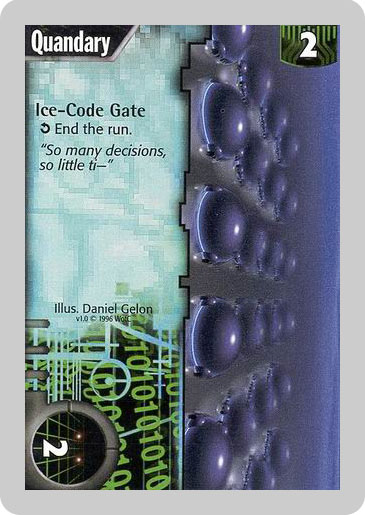 Quandary
2
Ice-Code Gate
End the run.
"So many decisions,
so little ti—"
Illus. Daniel Gelon
v1.0 © 1996 WotC
2